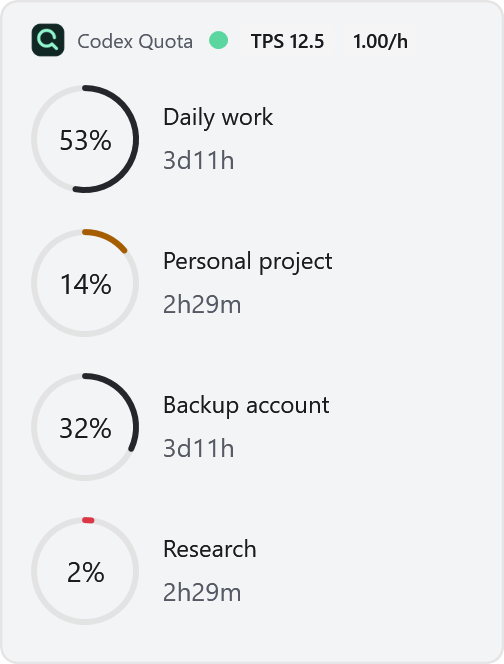 Codex Quota TPS 12.5 1.00/h
53% Daily work
3d11h
14% Personal project
2h29m
32% Backup account
3d11h
2% Research
2h29m